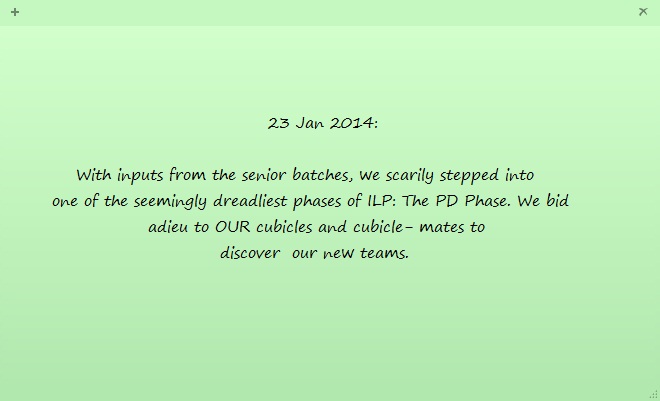 23 Jan 2014:
With inputs from the senior batches, we scarily stepped into
one of the seemingly dreadliest phases of ILP: The PD Phase. We bid
adieu to OUR cubicles and cubicle- mates to
discover  our new teams.